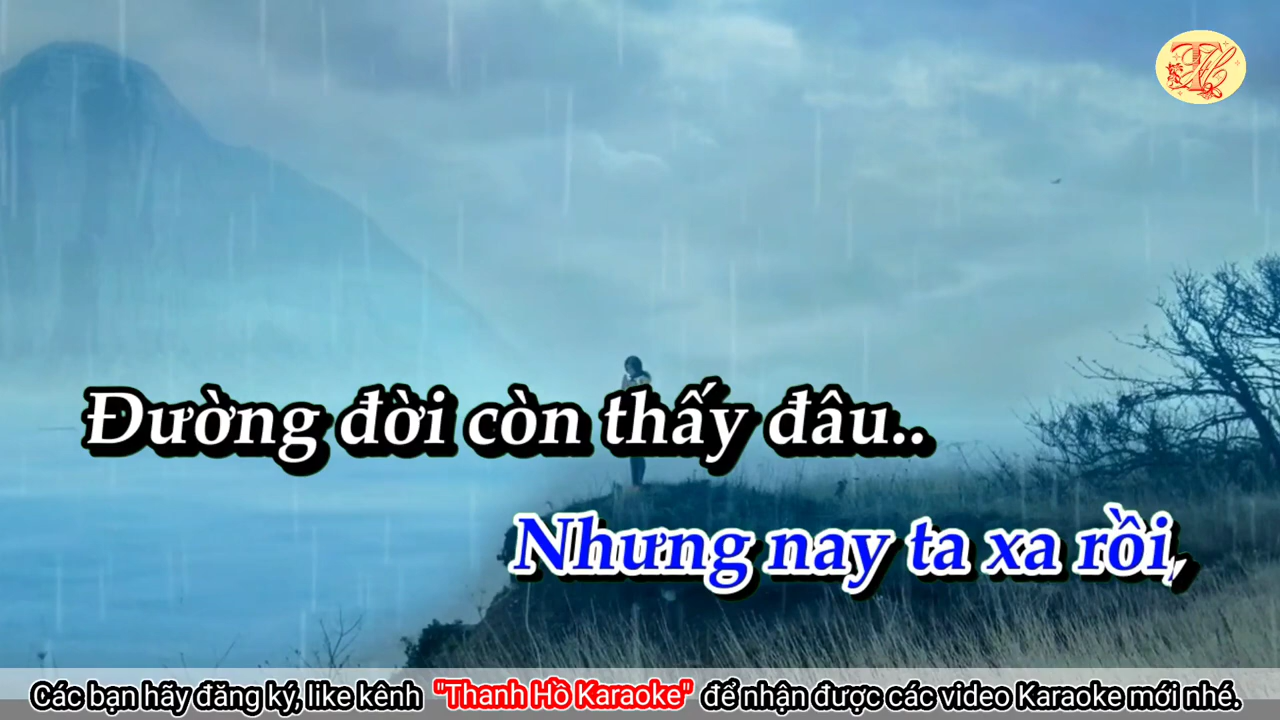 Đường đời còn thấy đâu..
Nhưng nay ta xa rồi,
Các bạn hãy đăng ký, like kênh "Thanh Hồ Karaoke" để nhận được các video Karaoke mới nhé.